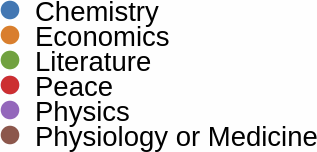 Chemistry
Economics
Literature
Peace
Physics
Physiology or Medicine